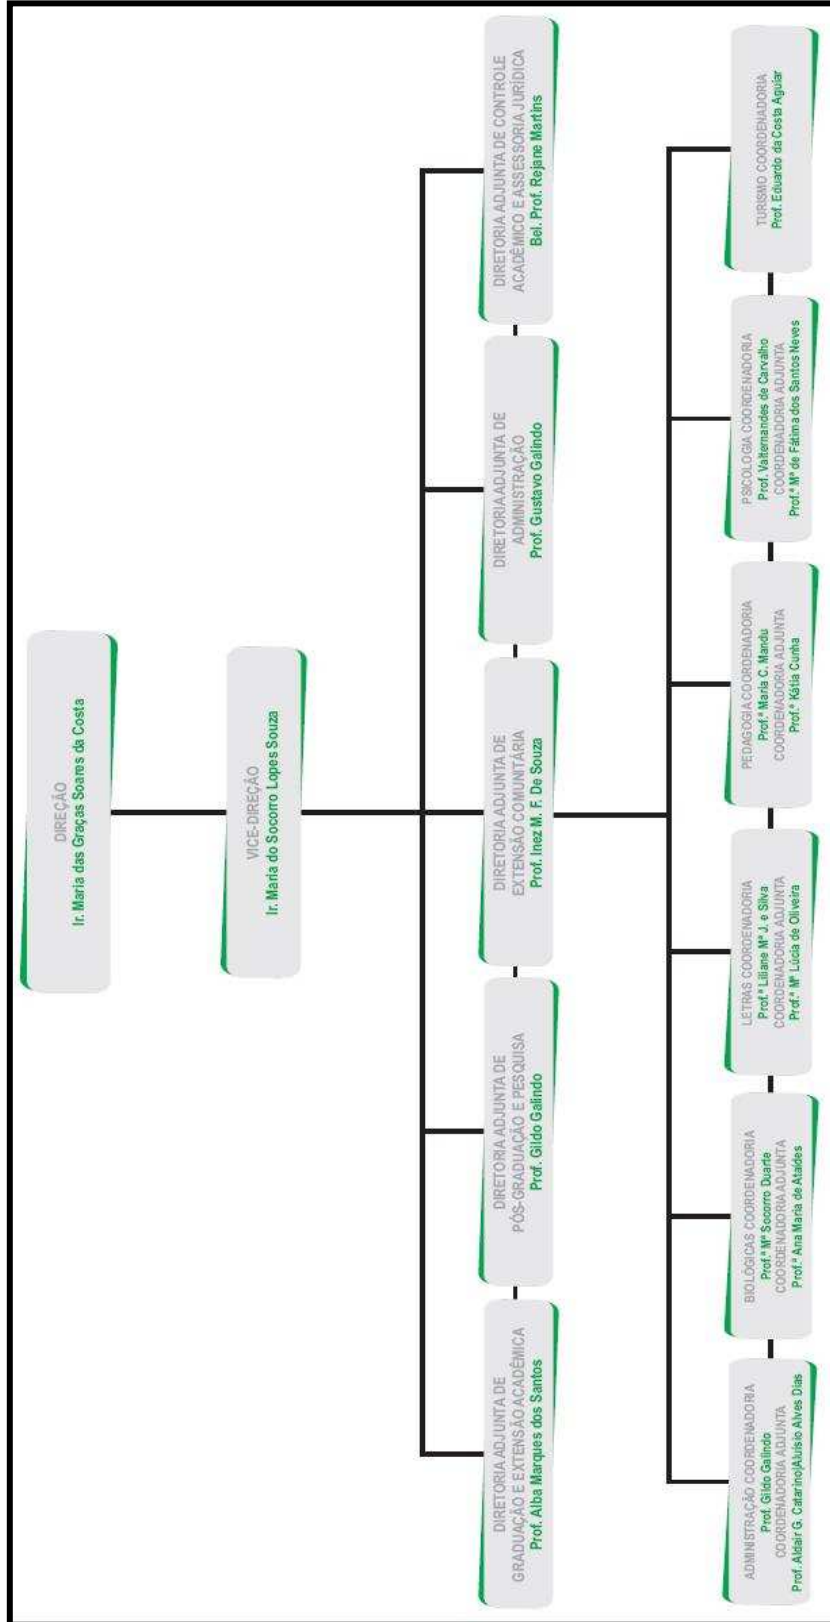 DIREÇÃO
Ir. Maria das Graças Soares da Costa
VICE-DIREÇÃO
Ir. Maria do Socorro Lopes Souza
DIRETORIA ADJUNTA DE
GRADUAÇÃO E EXTENSÃO ACADÊMICA
Prof. Alba Marques dos Santos
DIRETORIA ADJUNTA DE
PÓS-GRADUAÇÃO E PESQUISA
Prof. Gildo Galindo
DIRETORIA ADJUNTA DE
EXTENSÃO COMUNITÁRIA
Prof. Inez M. F. De Souza
DIRETORIA ADJUNTA DE
ADMINISTRAÇÃO
Prof. Gustavo Galindo
DIRETORIA ADJUNTA DE CONTROLE
ACADÊMICO E ASSESSORIA JURÍDICA
Bel. Prof. Rejane Martins
ADMINISTRAÇÃO COORDENADORIA
Prof. Gildo Galindo
COORDENADORIA ADJUNTA
Prof. Aldair G. Catarino|Aluisio Alves Dias
BIOLÓGICAS COORDENADORIA
Prof.ª Mª Socorro Duarte
COORDENADORIA ADJUNTA
Prof.ª Ana Maria de Ataídes
LETRAS COORDENADORIA
Prof.ª Liliane Mª J. e Silva
COORDENADORIA ADJUNTA
Prof.ª Mª Lúcia de Oliveira
PEDAGOGIA COORDENADORIA
Prof.ª Maria C. Mandu
COORDENADORIA ADJUNTA
Prof.ª Kátia Cunha
PSICOLOGIA COORDENADORIA
Prof. Valternandes de Carvalho
COORDENADORIA ADJUNTA
Prof.ª Mª de Fátima dos Santos Neves
TURISMO COORDENADORIA
Prof. Eduardo da Costa Aguiar